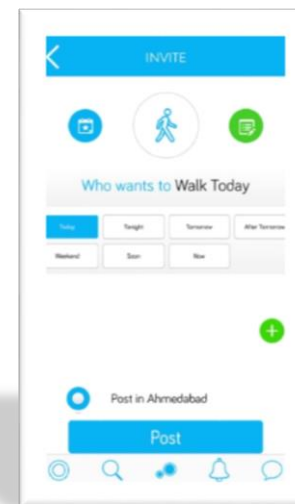 INVITE
Who wants to Walk Today
Today Tonight Tomorrow After Tomorrow
Weekend Soon Now
Post in Ahmedabad
Post